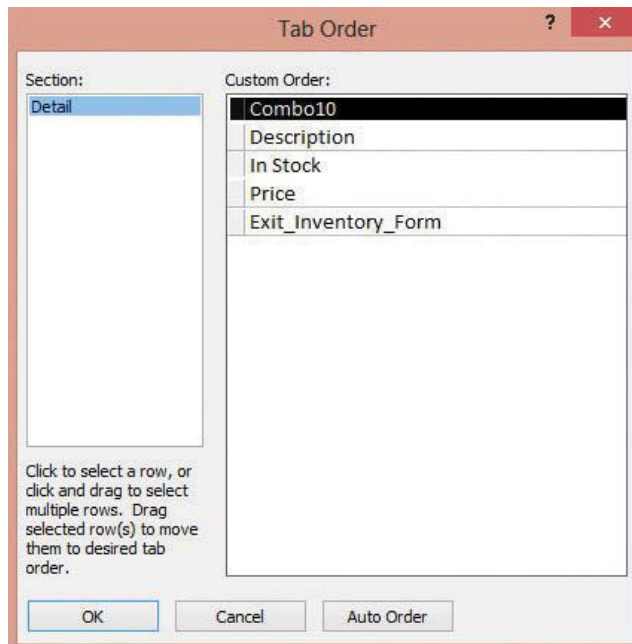 Tab Order
?
×
Section:
Detail
Custom Order:
Combo10
Description
In Stock
Price
Exit_Inventory_Form
Click to select a row, or
click and drag to select
multiple rows. Drag
selected row(s) to move
them to desired tab
order.
OK
Cancel
Auto Order